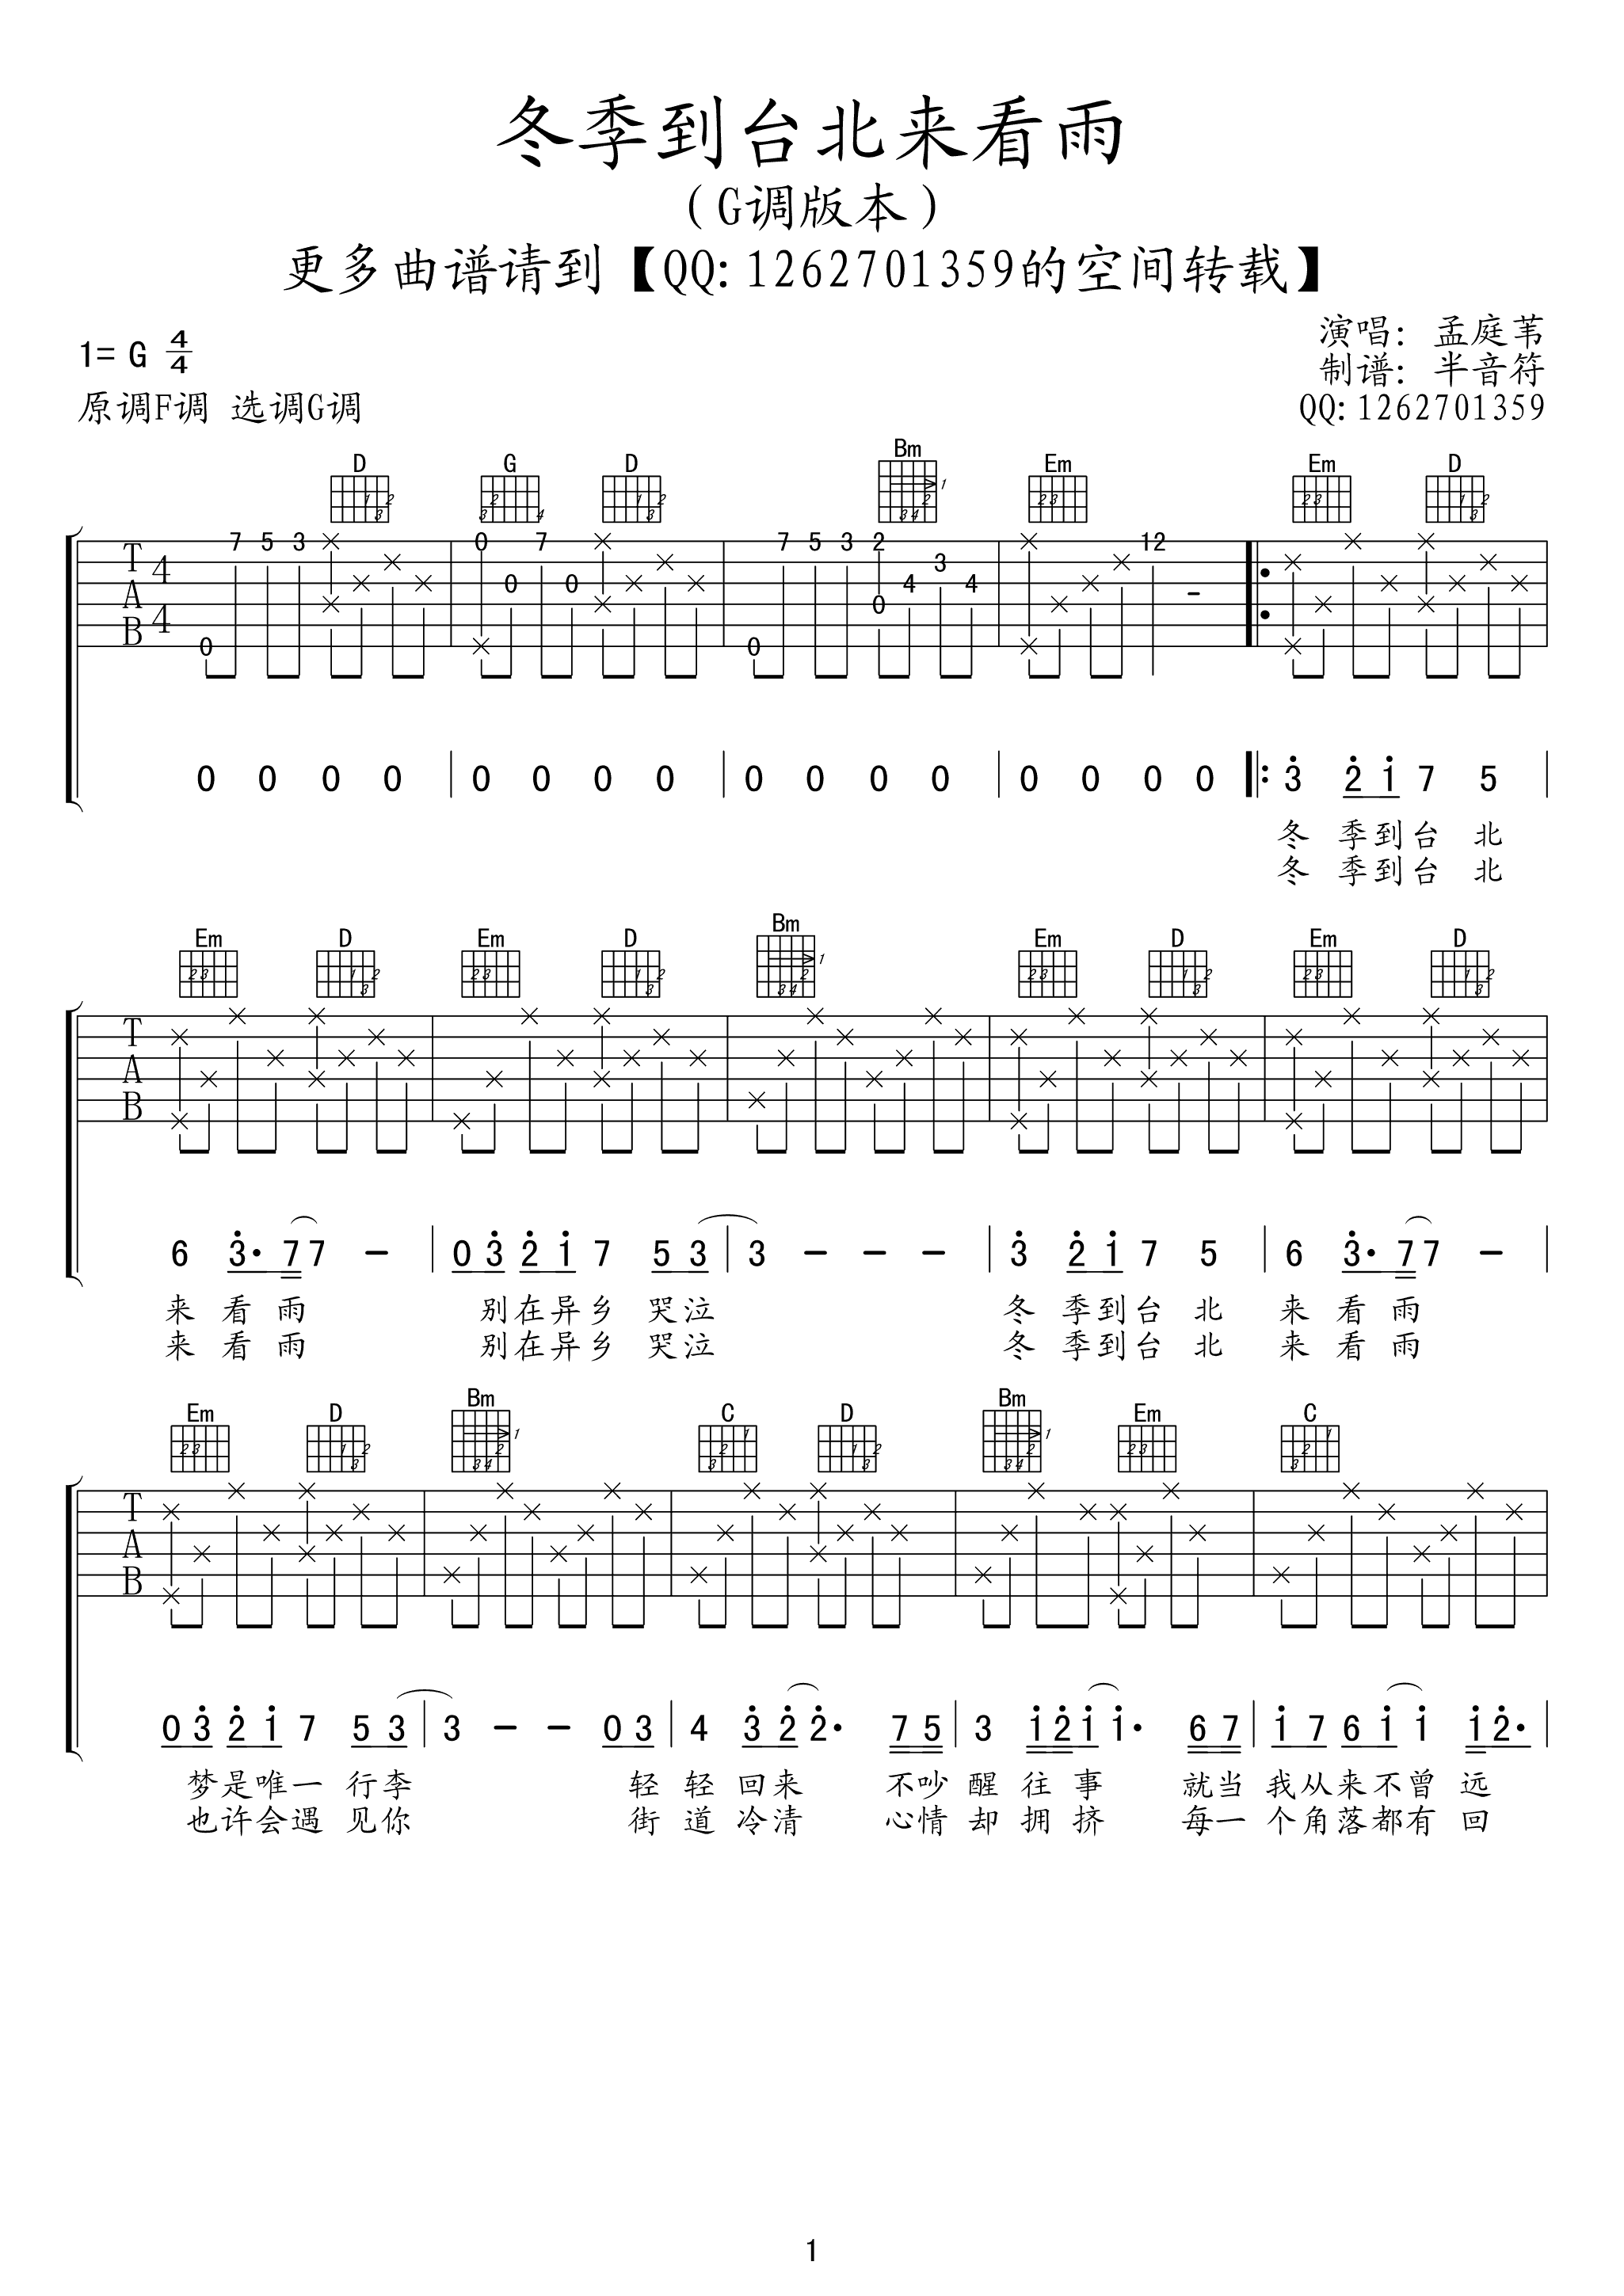 冬季到台北来看雨
（G调版本）
更多曲谱请到【QQ: 1262701359的空间转载】
1= G 4/4
演唱： 孟庭苇
制谱： 半音符
原调F调 选调G调
QQ: 1262701359
D G D Bm Em Em D
T A B 4 4
0 7 5 3 0 0 7 0 0 7 5 3 2 0 4 3 4 12 -
0 0 0 0 | 0 0 0 0 | 0 0 0 0 | 0 0 0 0 |: 3 2 1 7 5 |
冬 季到台 北
冬 季到台 北
Em D Em D Bm Em D Em D
T A B
6 3· 7 7 - | 0 3 2 1 7 5 3 | 3 - - - | 3 2 1 7 5 | 6 3· 7 7 - |
来 看 雨 别在异乡 哭泣 冬 季到台 北 来 看 雨
来 看 雨 别在异乡 哭泣 冬 季到台 北 来 看 雨
Em D Bm C D Bm Em C
T A B
0 3 2 1 7 5 3 | 3 - - 0 3 | 4 3 2 2· 7 5 | 3 1 2 1 1· 6 7 | 1 7 6 1 1 1 2· |
梦是唯一 行李 轻 轻 回来 不吵 醒 往 事 就当 我从来不曾 远
也许会遇 见你 街 道 冷清 心情 却 拥 挤 每一 个角落都有 回
1